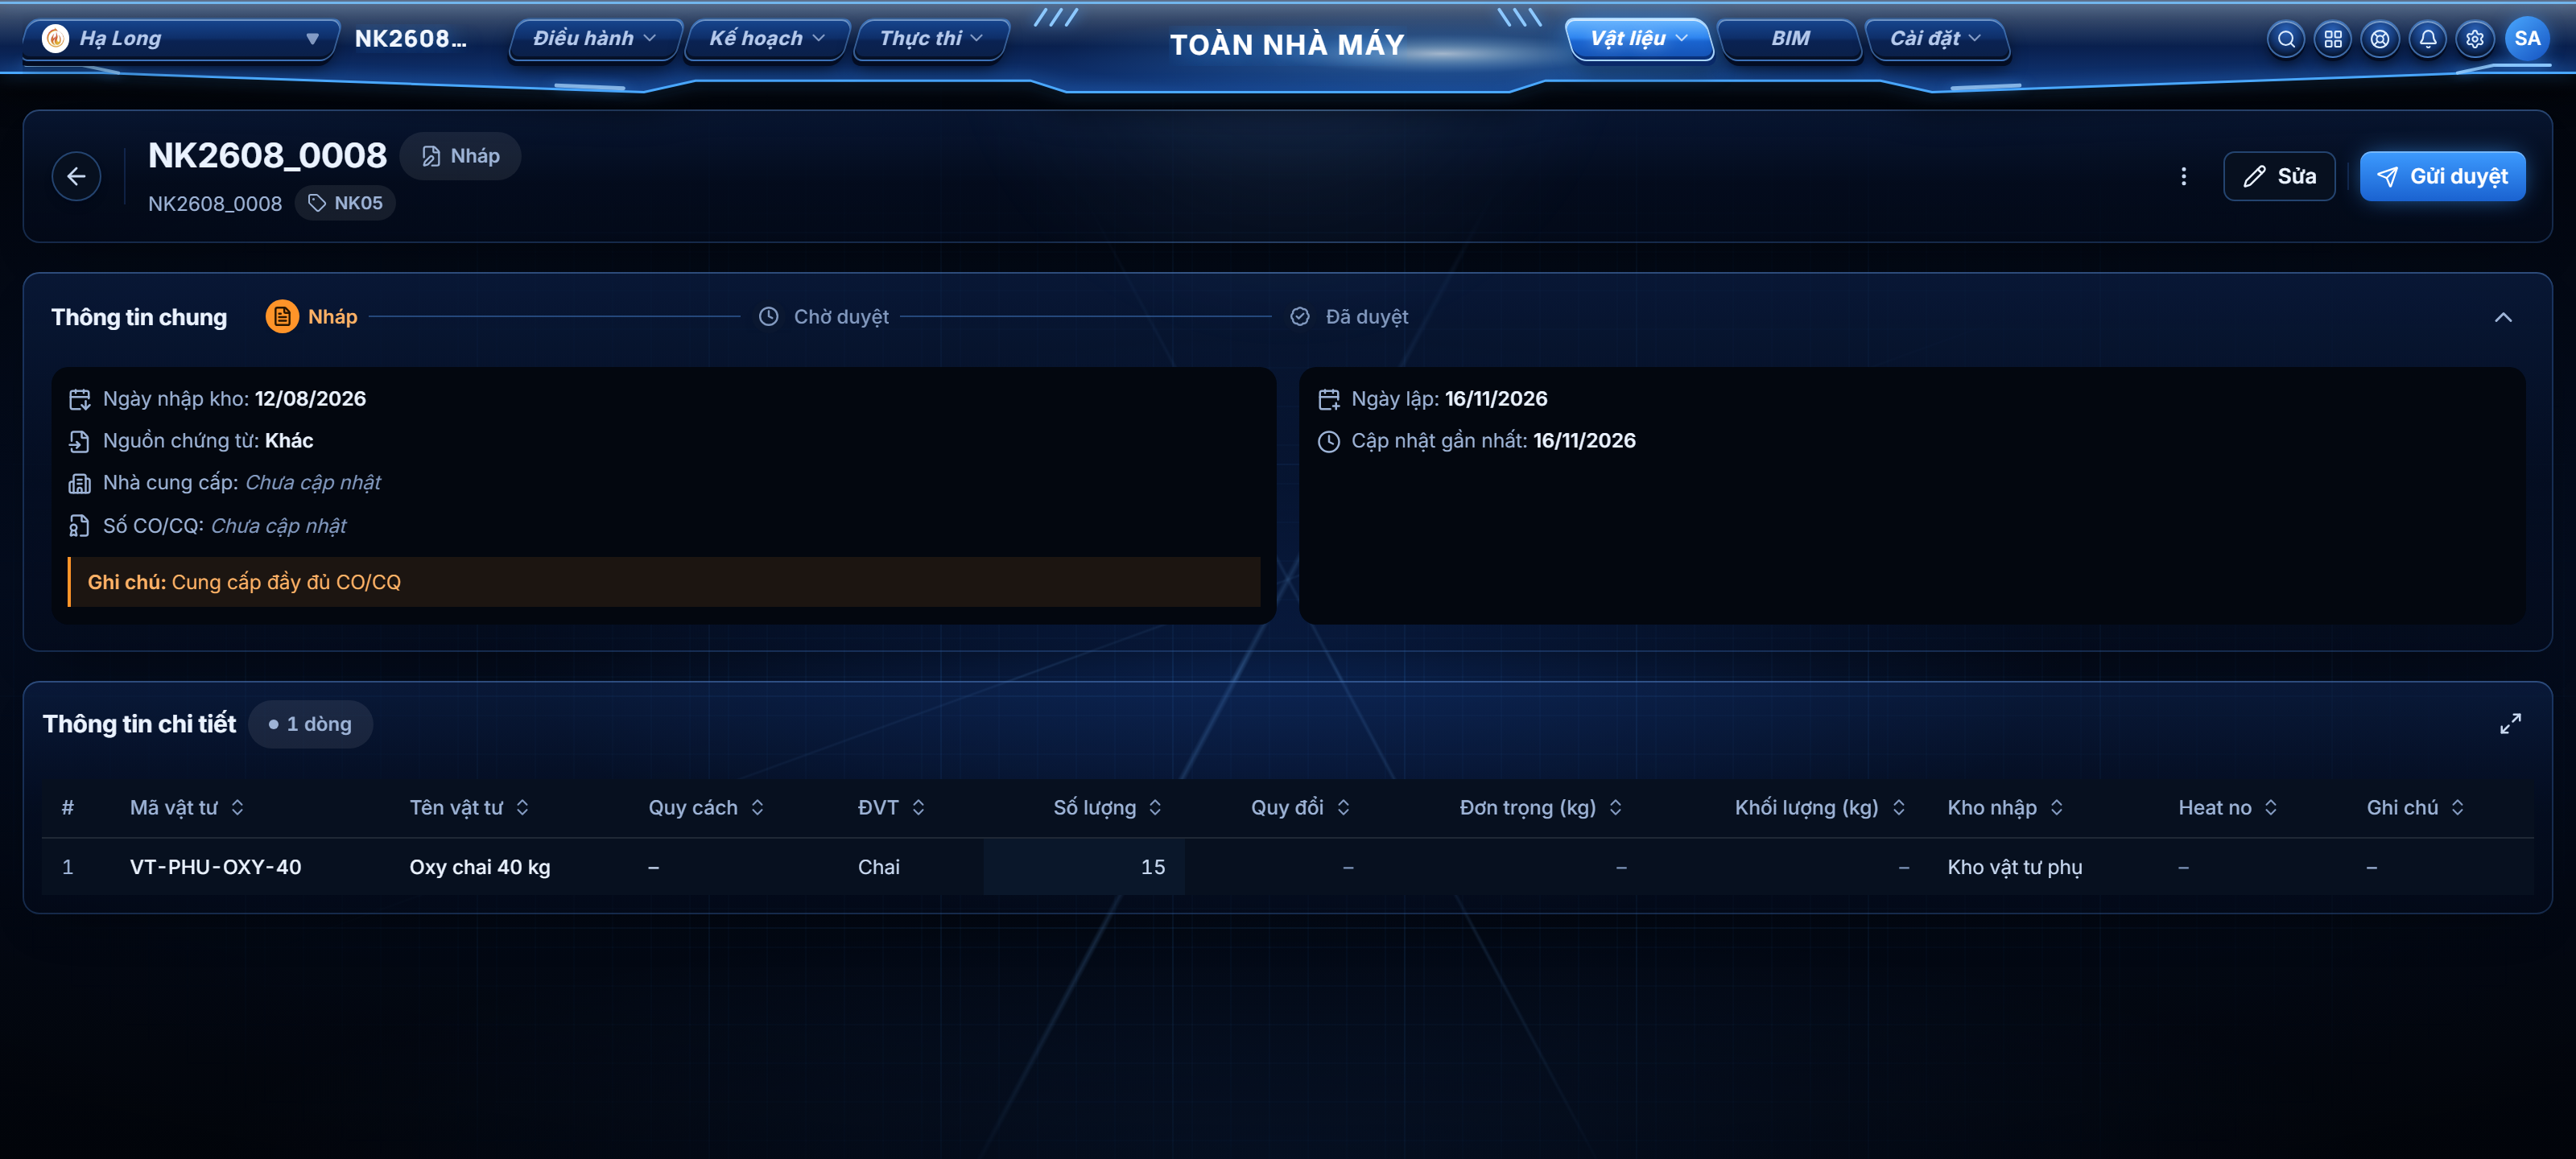 Hạ Long NK2608... Điều hành Kế hoạch Thực thi TOÀN NHÀ MÁY Vật liệu BIM Cài đặt SA
NK2608_0008 Nháp
NK2608_0008 NK05
Sửa Gửi duyệt
Thông tin chung Nháp Chờ duyệt Đã duyệt
Ngày nhập kho: 12/08/2026
Nguồn chứng từ: Khác
Nhà cung cấp: Chưa cập nhật
Số CO/CQ: Chưa cập nhật
Ghi chú: Cung cấp đầy đủ CO/CQ
Ngày lập: 16/11/2026
Cập nhật gần nhất: 16/11/2026
Thông tin chi tiết 1 dòng
# Mã vật tư Tên vật tư Quy cách ĐVT Số lượng Quy đổi Đơn trọng (kg) Khối lượng (kg) Kho nhập Heat no Ghi chú
1 VT-PHU-OXY-40 Oxy chai 40 kg – Chai 15 – – – Kho vật tư phụ – –